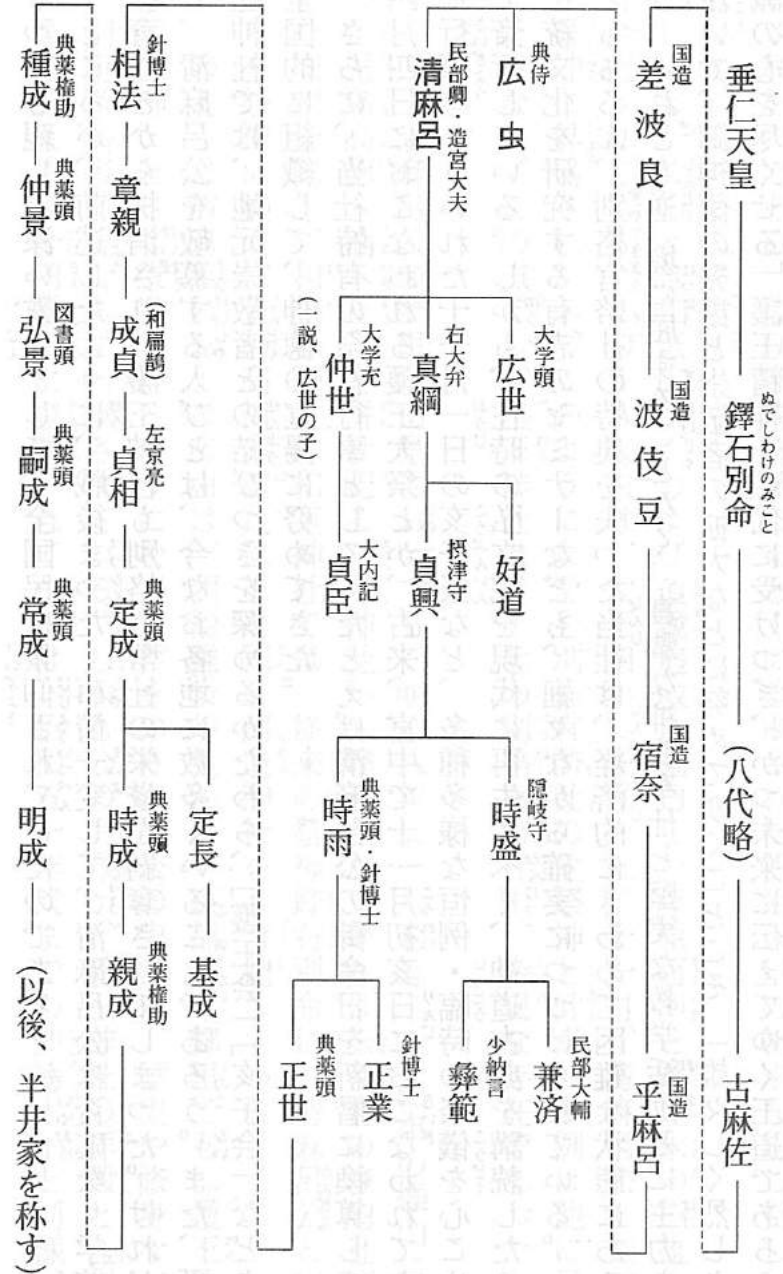 垂仁天皇
ぬでしわけのみこと
鐸石別命
（八代略）
古麻佐
国造
差波良
国造
波伎豆
国造
宿奈
国造
乎麻呂
典侍
広虫
民部卿・造宮大夫
清麻呂
大学頭
広世
右大弁
真綱
大学充
仲世
（一説、広世の子）
好道
摂津守
貞興
大内記
貞臣
隠岐守
時盛
典薬頭・針博士
時雨
民部大輔
兼済
少納言
彜範
針博士
正業
典薬頭
正世
針博士
相法
章親
（和扁鵲）
成貞
左京亮
貞相
典薬頭
定成
定長
基成
典薬頭
時成
典薬権助
親成
典薬権助
種成
典薬頭
仲景
図書頭
弘景
典薬頭
嗣成
典薬頭
常成
明成
（以後、半井家を称す）